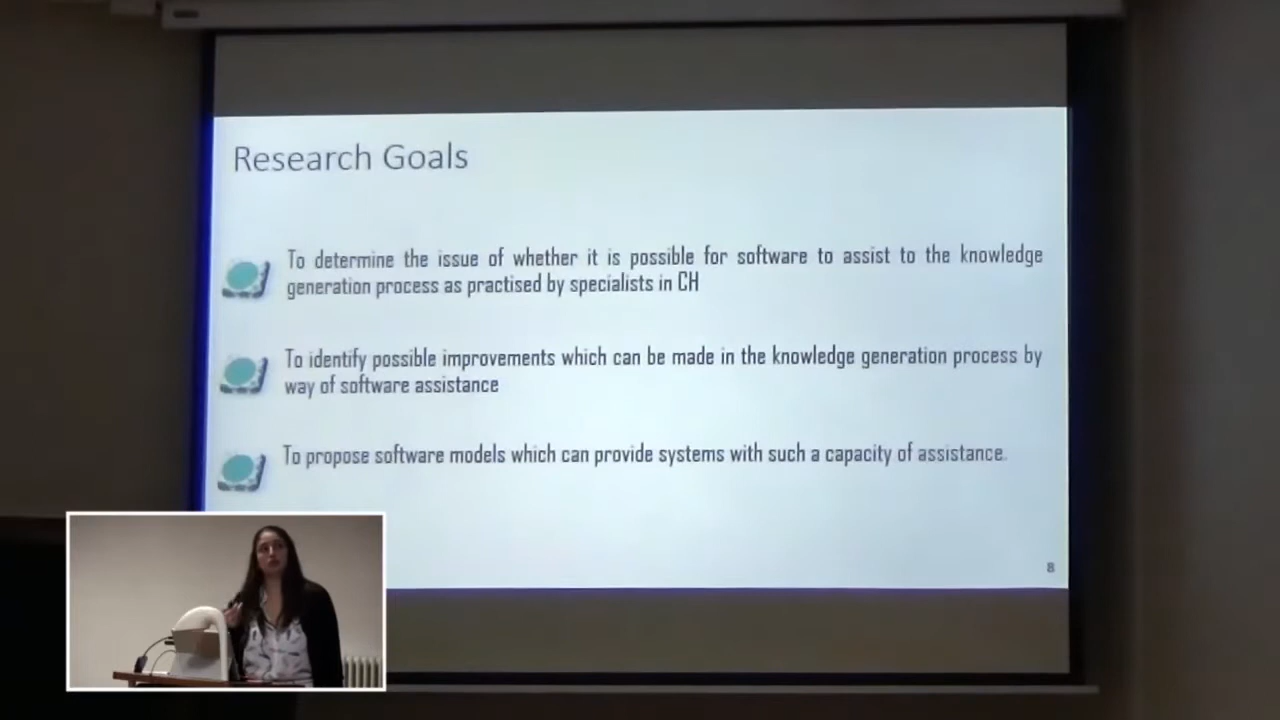 Research Goals
To determine the issue of whether it is possible for software to assist to the knowledge
generation process as practised by specialists in CH
To identify possible improvements which can be made in the knowledge generation process by
way of software assistance
To propose software models which can provide systems with such a capacity of assistance.
8